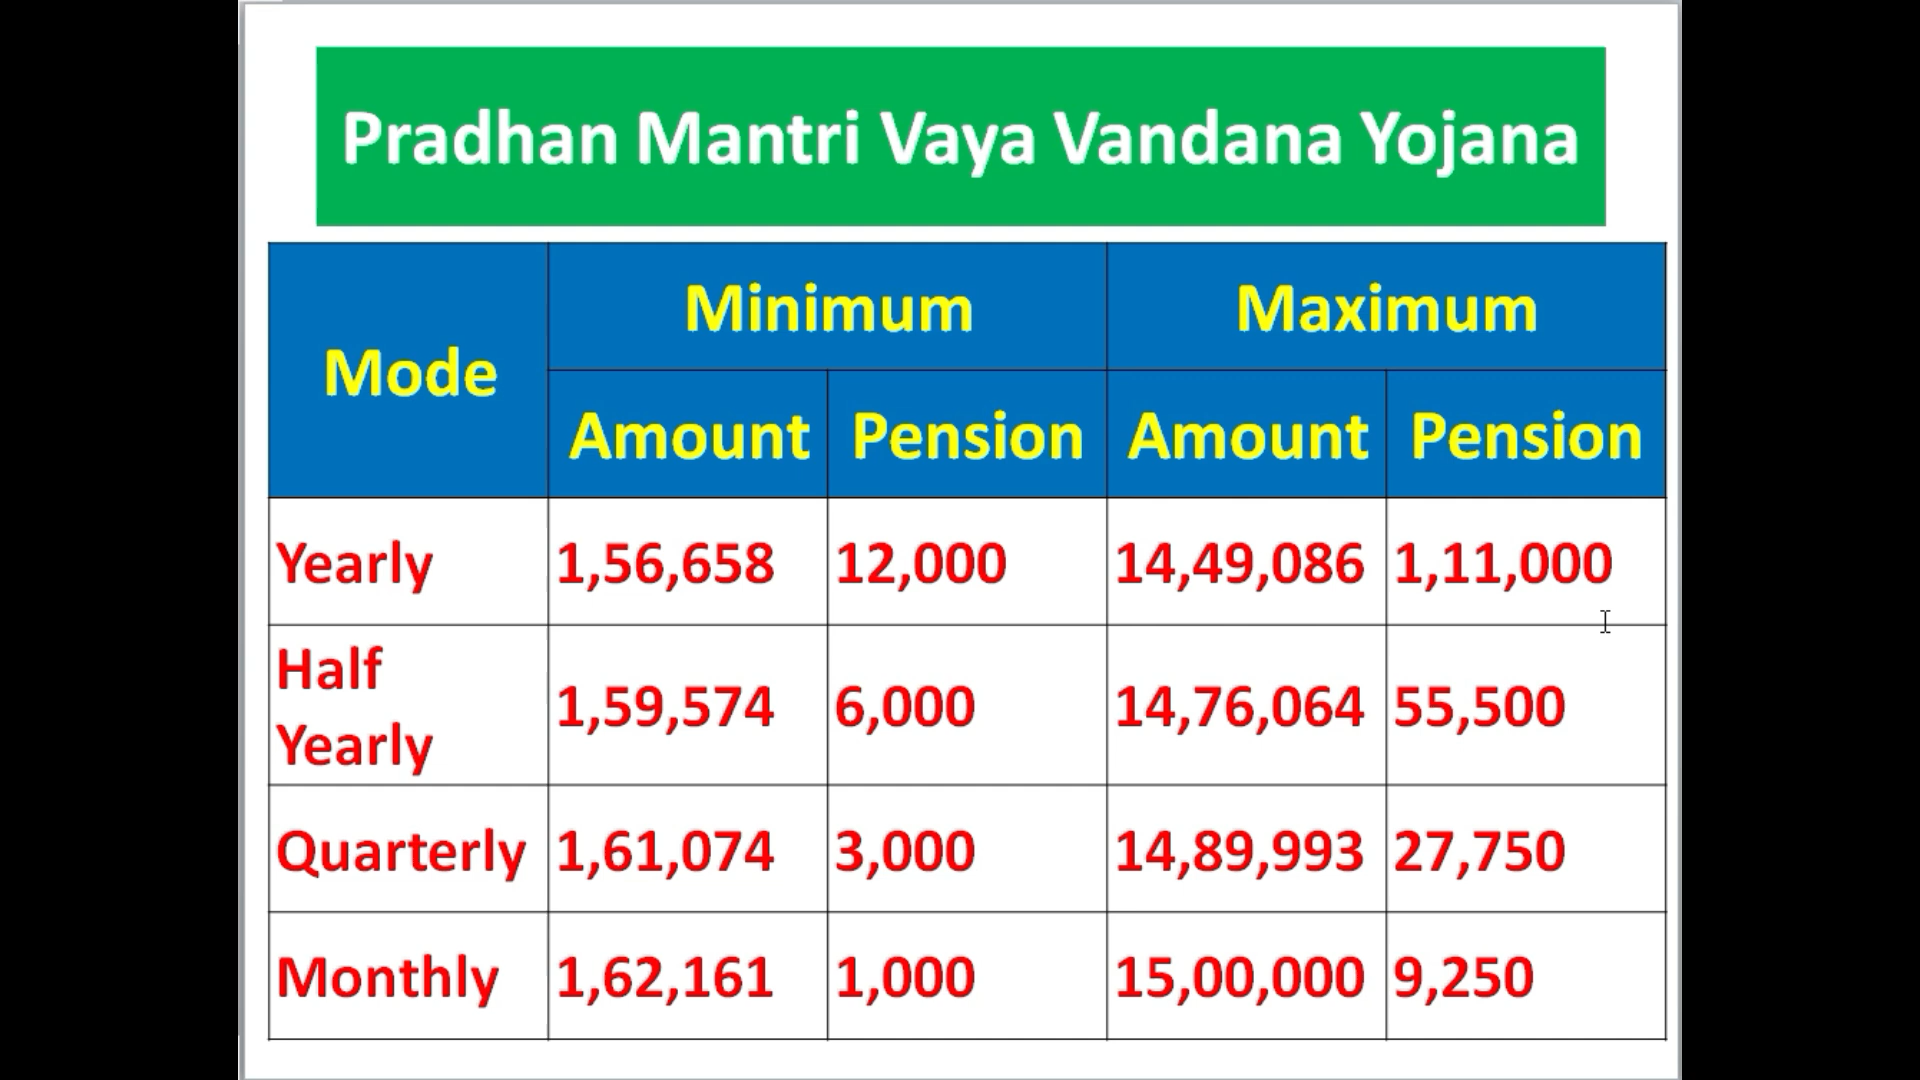 Pradhan Mantri Vaya Vandana Yojana
Mode Minimum Maximum
Amount Pension Amount Pension
Yearly 1,56,658 12,000 14,49,086 1,11,000
Half Yearly 1,59,574 6,000 14,76,064 55,500
Quarterly 1,61,074 3,000 14,89,993 27,750
Monthly 1,62,161 1,000 15,00,000 9,250